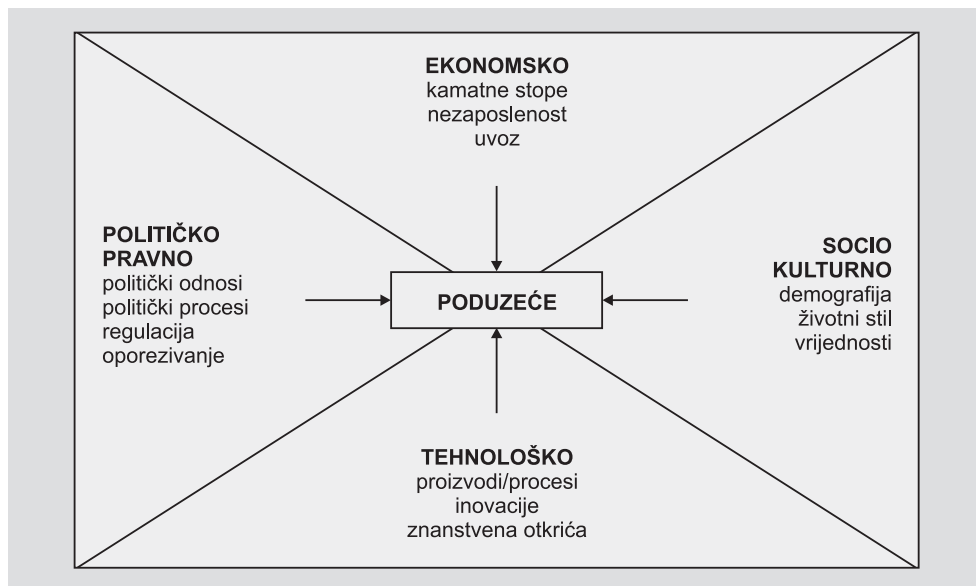 EKONOMSKO
kamatne stope
nezaposlenost
uvoz
POLITIČKO
PRAVNO
politički odnosi
politički procesi
regulacija
oporezivanje
PODUZEĆE
SOCIO
KULTURNO
demografija
životni stil
vrijednosti
TEHNOLOŠKO
proizvodi/procesi
inovacije
znanstvena otkrića